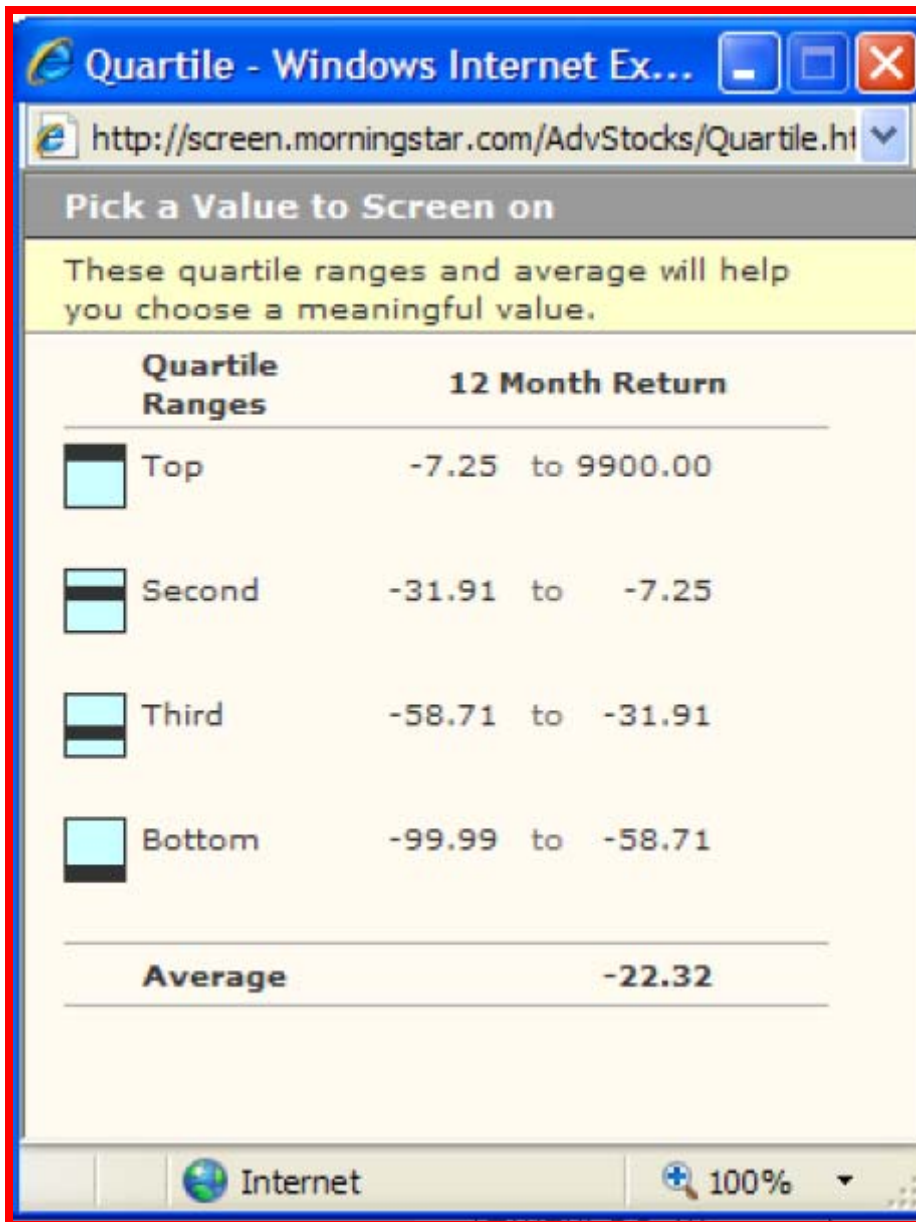 Quartile - Windows Internet Ex...
http://screen.morningstar.com/AdvStocks/Quartile.ht
Pick a Value to Screen on
These quartile ranges and average will help
you choose a meaningful value.
Quartile
Ranges
12 Month Return
Top -7.25 to 9900.00
Second -31.91 to -7.25
Third -58.71 to -31.91
Bottom -99.99 to -58.71
Average -22.32
Internet 100%